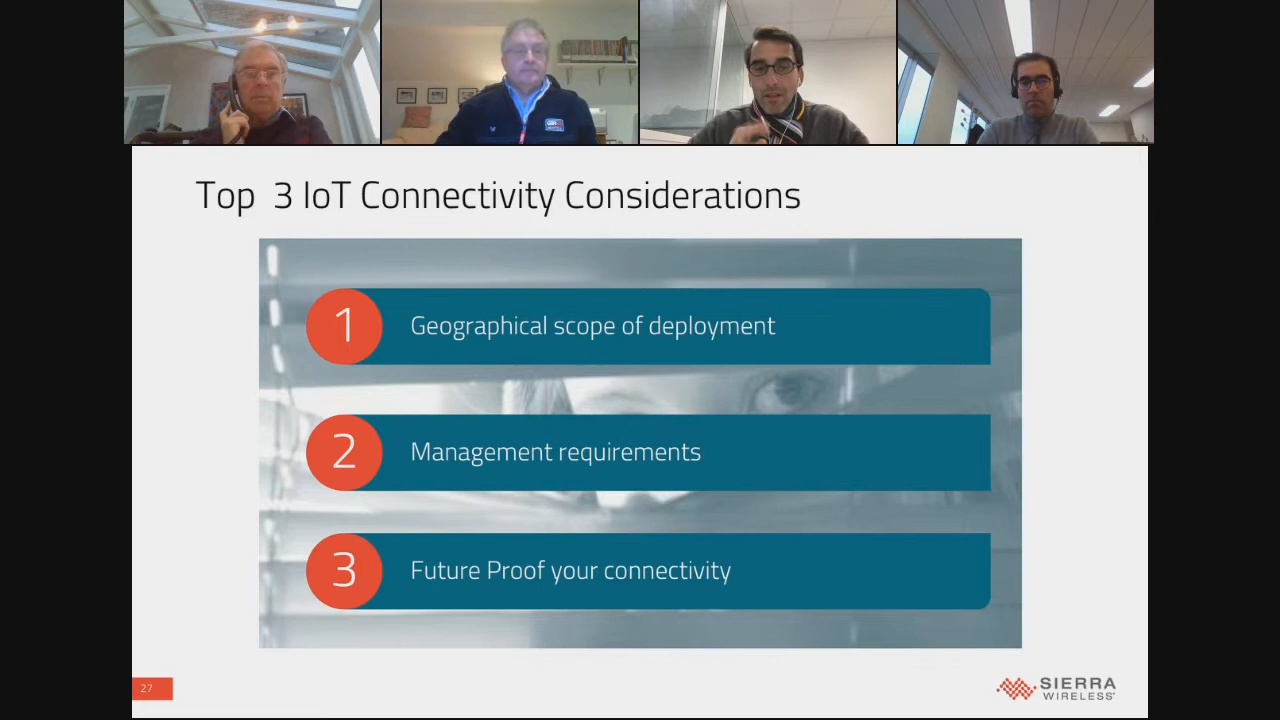 Top 3 IoT Connectivity Considerations
1 Geographical scope of deployment
2 Management requirements
3 Future Proof your connectivity
27
SIERRA
WIRELESS